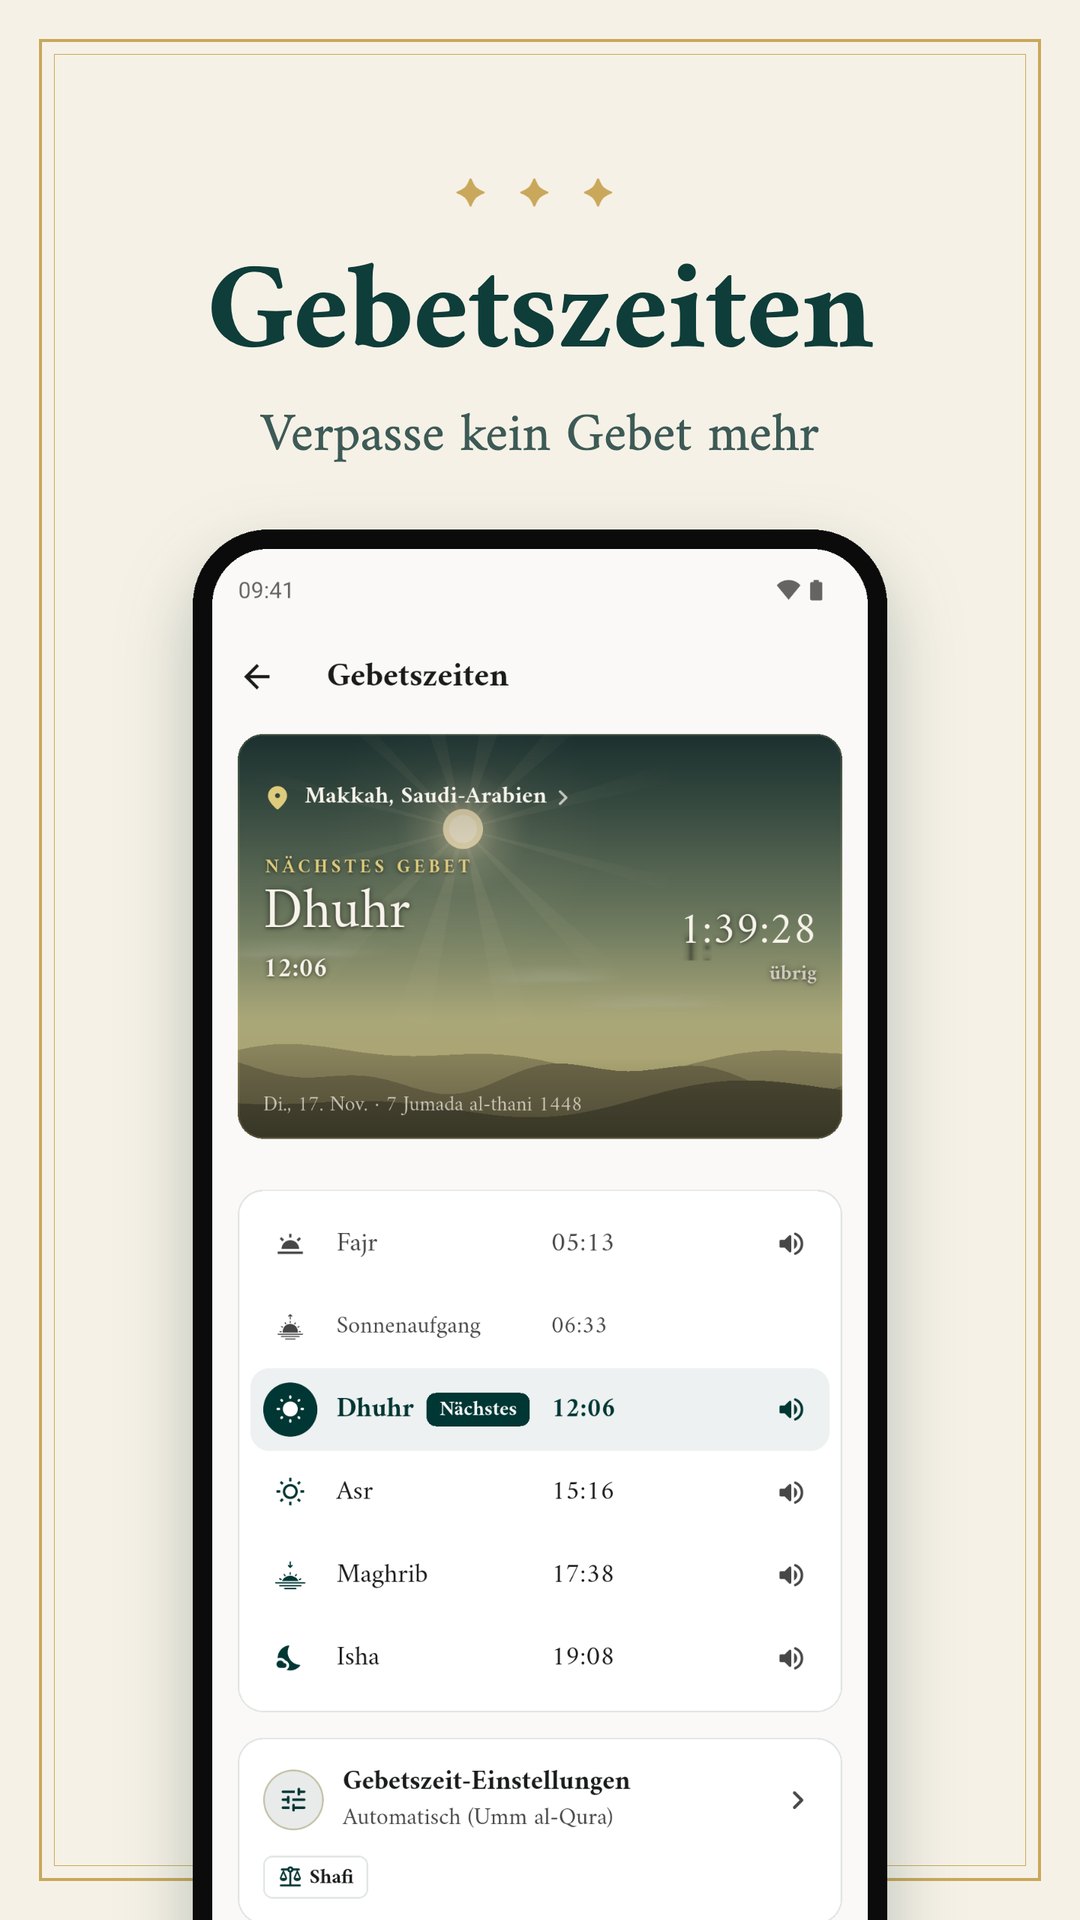 Gebetszeiten
Verpasse kein Gebet mehr
09:41
Gebetszeiten
Makkah, Saudi-Arabien
NÄCHSTES GEBET
Dhuhr
12:06
1:39:28
übrig
Di., 17. Nov. · 7 Jumada al-thani 1448
Fajr 05:13
Sonnenaufgang 06:33
Dhuhr Nächstes 12:06
Asr 15:16
Maghrib 17:38
Isha 19:08
Gebetszeit-Einstellungen
Automatisch (Umm al-Qura)
Shafi